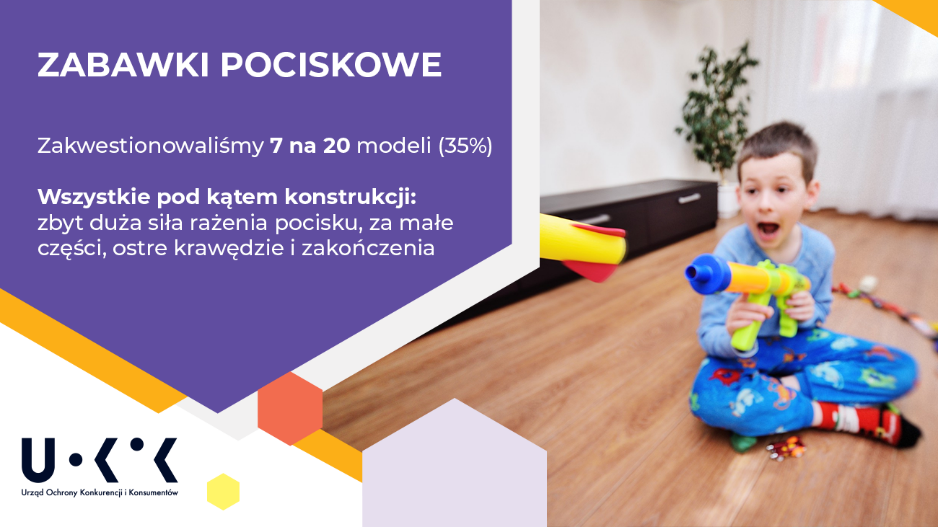 ZABAWKI POCISKOWE
Zakwestionowaliśmy 7 na 20 modeli (35%)
Wszystkie pod kątem konstrukcji:
zbyt duża siła rażenia pocisku, za małe
części, ostre krawędzie i zakończenia
UOKiK
Urząd Ochrony Konkurencji i Konsumentów